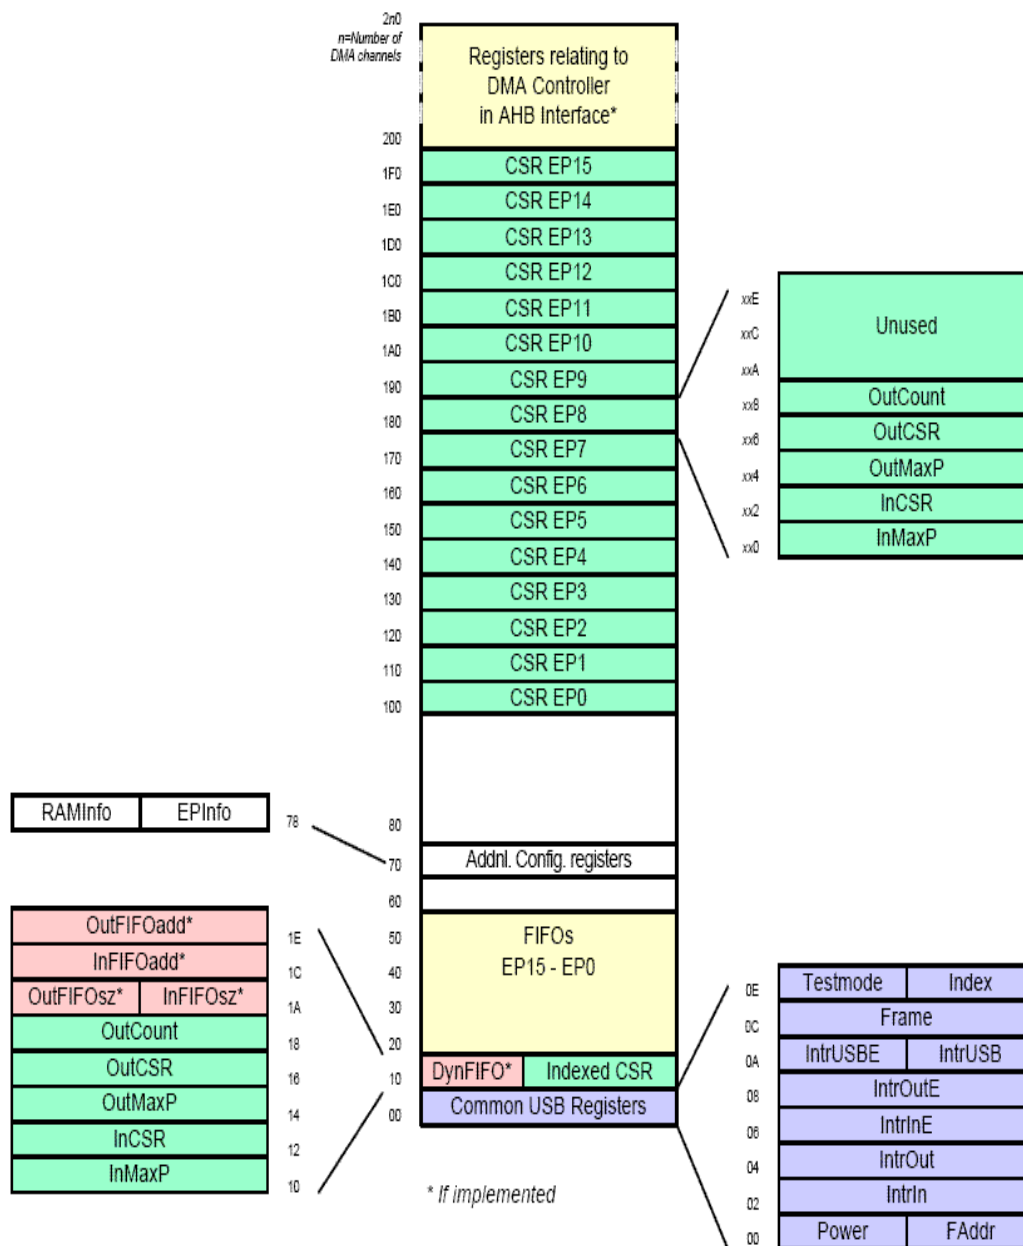 2n0
n=Number of
DMA channels
Registers relating to
DMA Controller
in AHB Interface*
200
CSR EP15
1F0
CSR EP14
1E0
CSR EP13
1D0
CSR EP12
1C0
CSR EP11
1B0
CSR EP10
1A0
CSR EP9
190
CSR EP8
180
CSR EP7
170
CSR EP6
160
CSR EP5
150
CSR EP4
140
CSR EP3
130
CSR EP2
120
CSR EP1
110
CSR EP0
100
xxE
Unused
xxC
xxA
OutCount
xx8
OutCSR
xx6
OutMaxP
xx4
InCSR
xx2
InMaxP
xx0
RAMInfo EPInfo
78
80
Addnl. Config. registers
70
60
FIFOs
EP15 - EP0
50
40
30
20
DynFIFO* Indexed CSR
10
Common USB Registers
00
OutFIFOadd*
1E
InFIFOadd*
1C
OutFIFOsz* InFIFOsz*
1A
OutCount
18
OutCSR
16
OutMaxP
14
InCSR
12
InMaxP
10
* If implemented
Testmode Index
0E
Frame
0C
IntrUSBE IntrUSB
0A
IntrOutE
08
IntrInE
06
IntrOut
04
IntrIn
02
Power FAddr
00